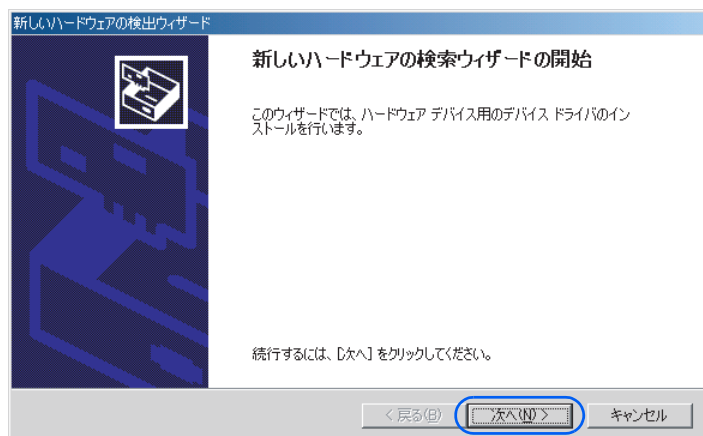 新しいハードウェアの検出ウィザード
新しいハードウェアの検索ウィザードの開始
このウィザードでは、ハードウェア デバイス用のデバイス ドライバのイン
ストールを行います。
続行するには、[次へ] をクリックしてください。
< 戻る(B)
次へ(N) >
キャンセル